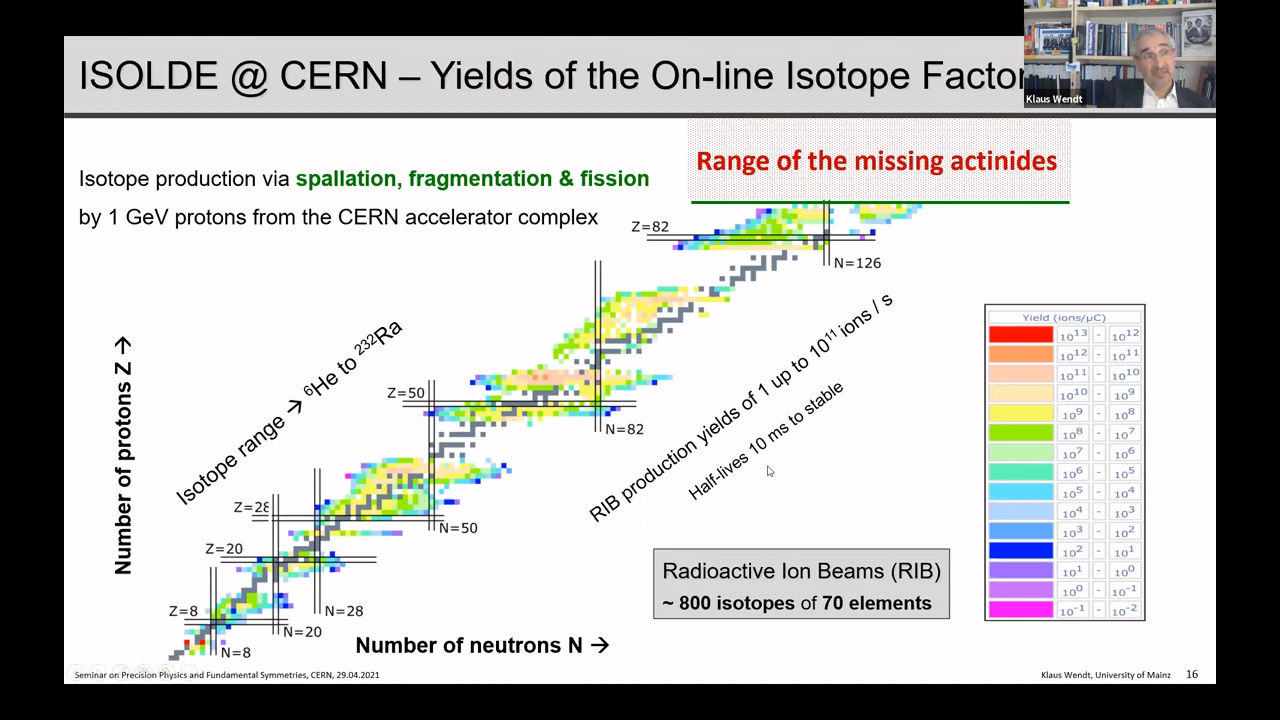 ISOLDE @ CERN – Yields of the On-line Isotope Factor
Klaus Wendt
Range of the missing actinides
Isotope production via spallation, fragmentation & fission
by 1 GeV protons from the CERN accelerator complex
Z=82
N=126
Isotope range → ⁶He to ²³²Ra
Number of protons Z →
Z=50
N=82
RIB production yields of 1 up to 10¹¹ ions / s
Half-lives 10 ms to stable
Z=28
N=50
Z=20
N=28
Z=8
N=20
N=8
Number of neutrons N →
Radioactive Ion Beams (RIB)
~ 800 isotopes of 70 elements
Yield (ions/µC)
10¹³ - 10¹²
10¹² - 10¹¹
10¹¹ - 10¹⁰
10¹⁰ - 10⁹
10⁹ - 10⁸
10⁸ - 10⁷
10⁷ - 10⁶
10⁶ - 10⁵
10⁵ - 10⁴
10⁴ - 10³
10³ - 10²
10² - 10¹
10¹ - 10⁰
10⁰ - 10⁻¹
10⁻¹ - 10⁻²
Seminar on Precision Physics and Fundamental Symmetries, CERN, 29.04.2021
Klaus Wendt, University of Mainz 16